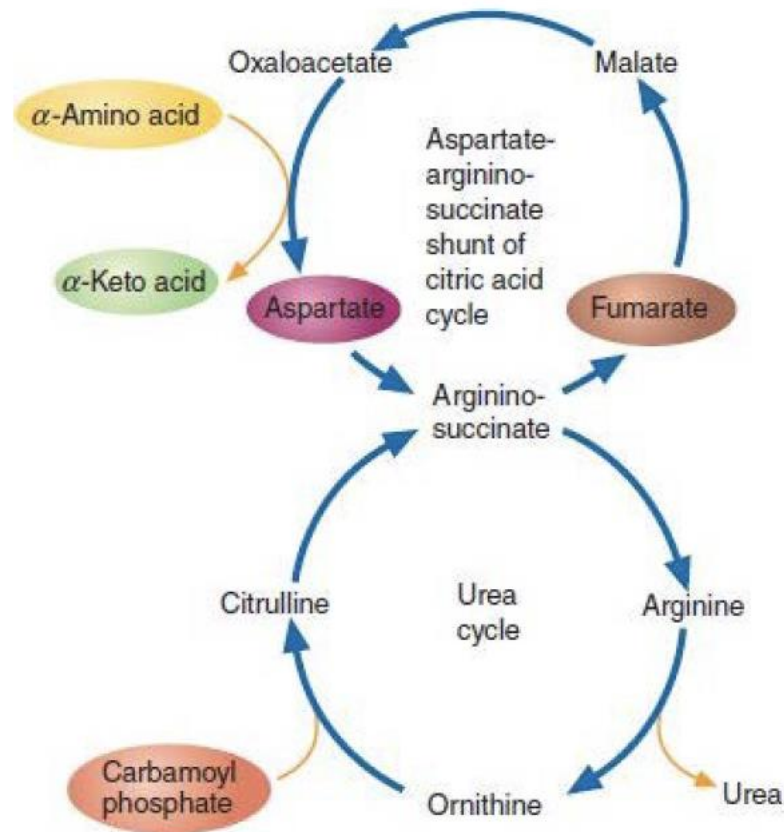 Oxaloacetate
Malate
α-Amino acid
Aspartate-
arginino-
succinate
shunt of
citric acid
cycle
α-Keto acid
Aspartate
Fumarate
Arginino-
succinate
Citrulline
Urea
cycle
Arginine
Carbamoyl
phosphate
Ornithine
Urea